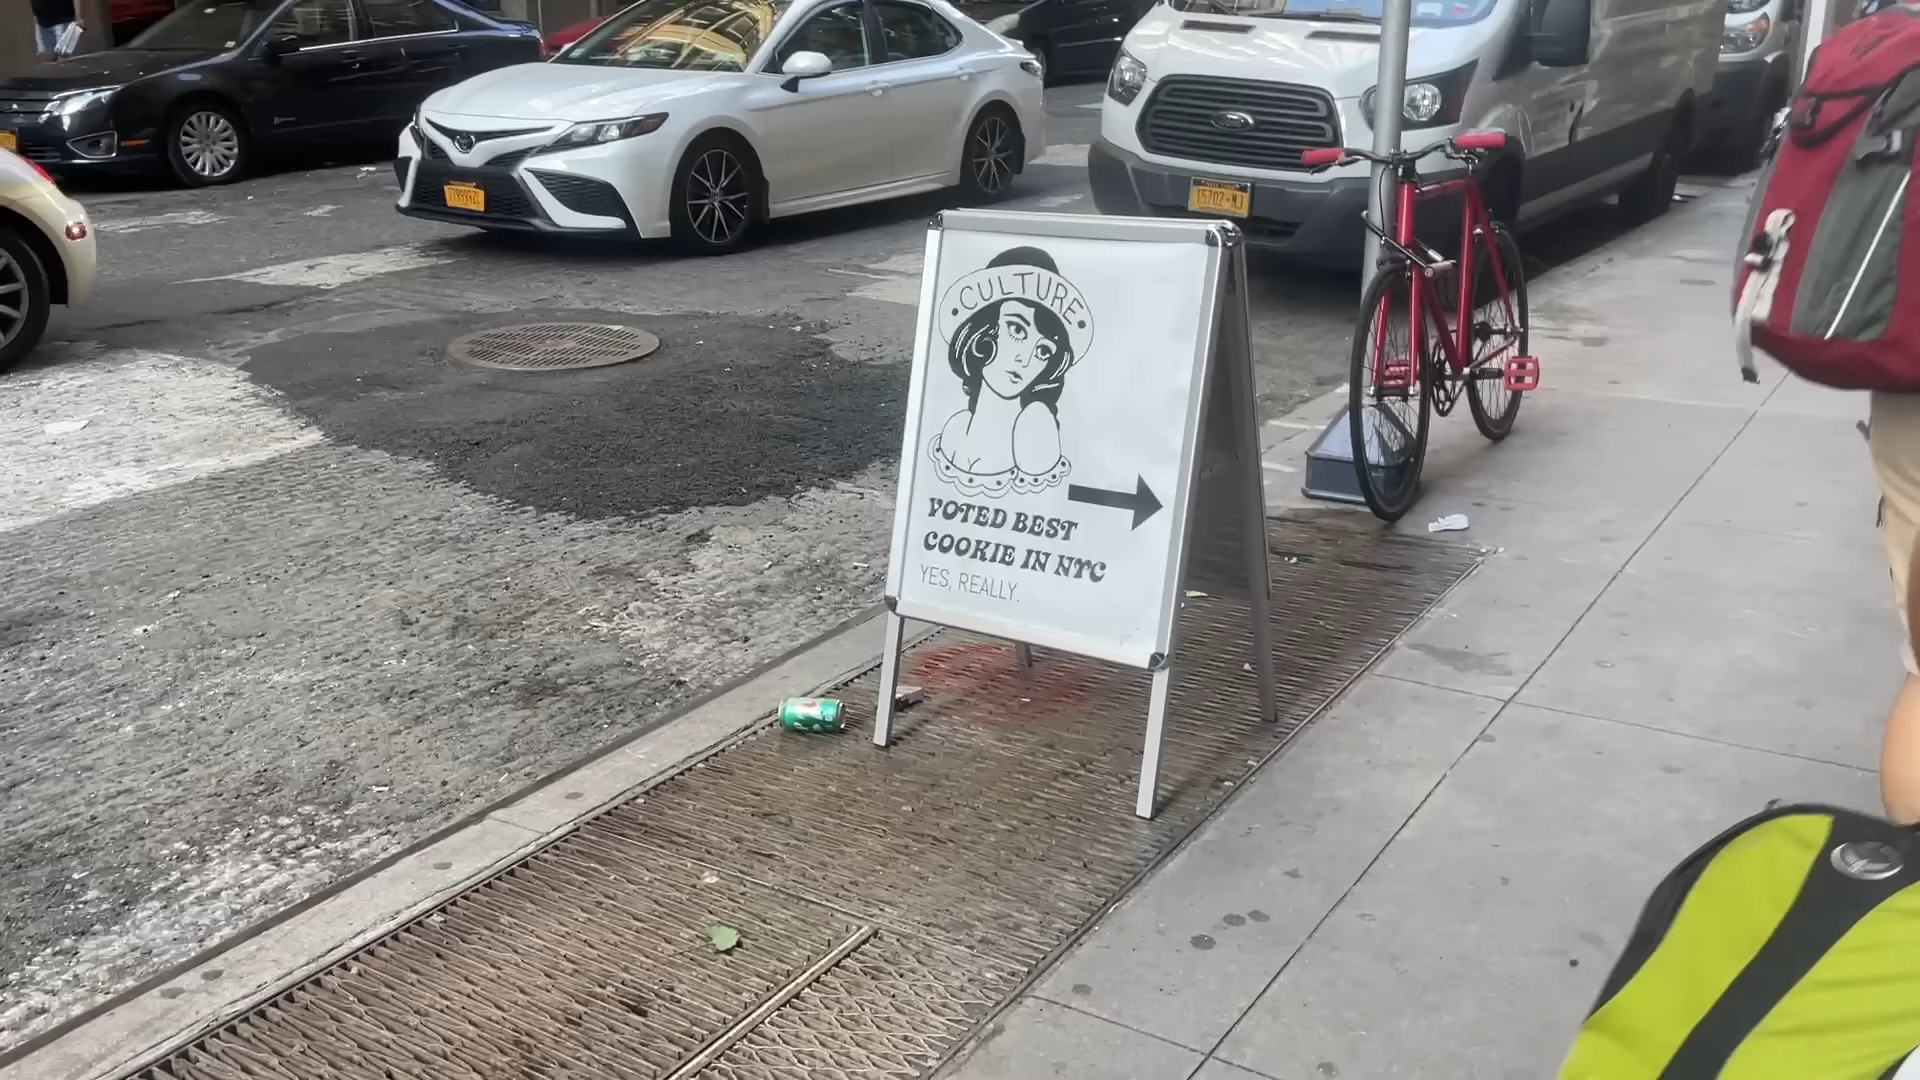 CULTURE
VOTED BEST
COOKIE IN NYC
YES, REALLY.